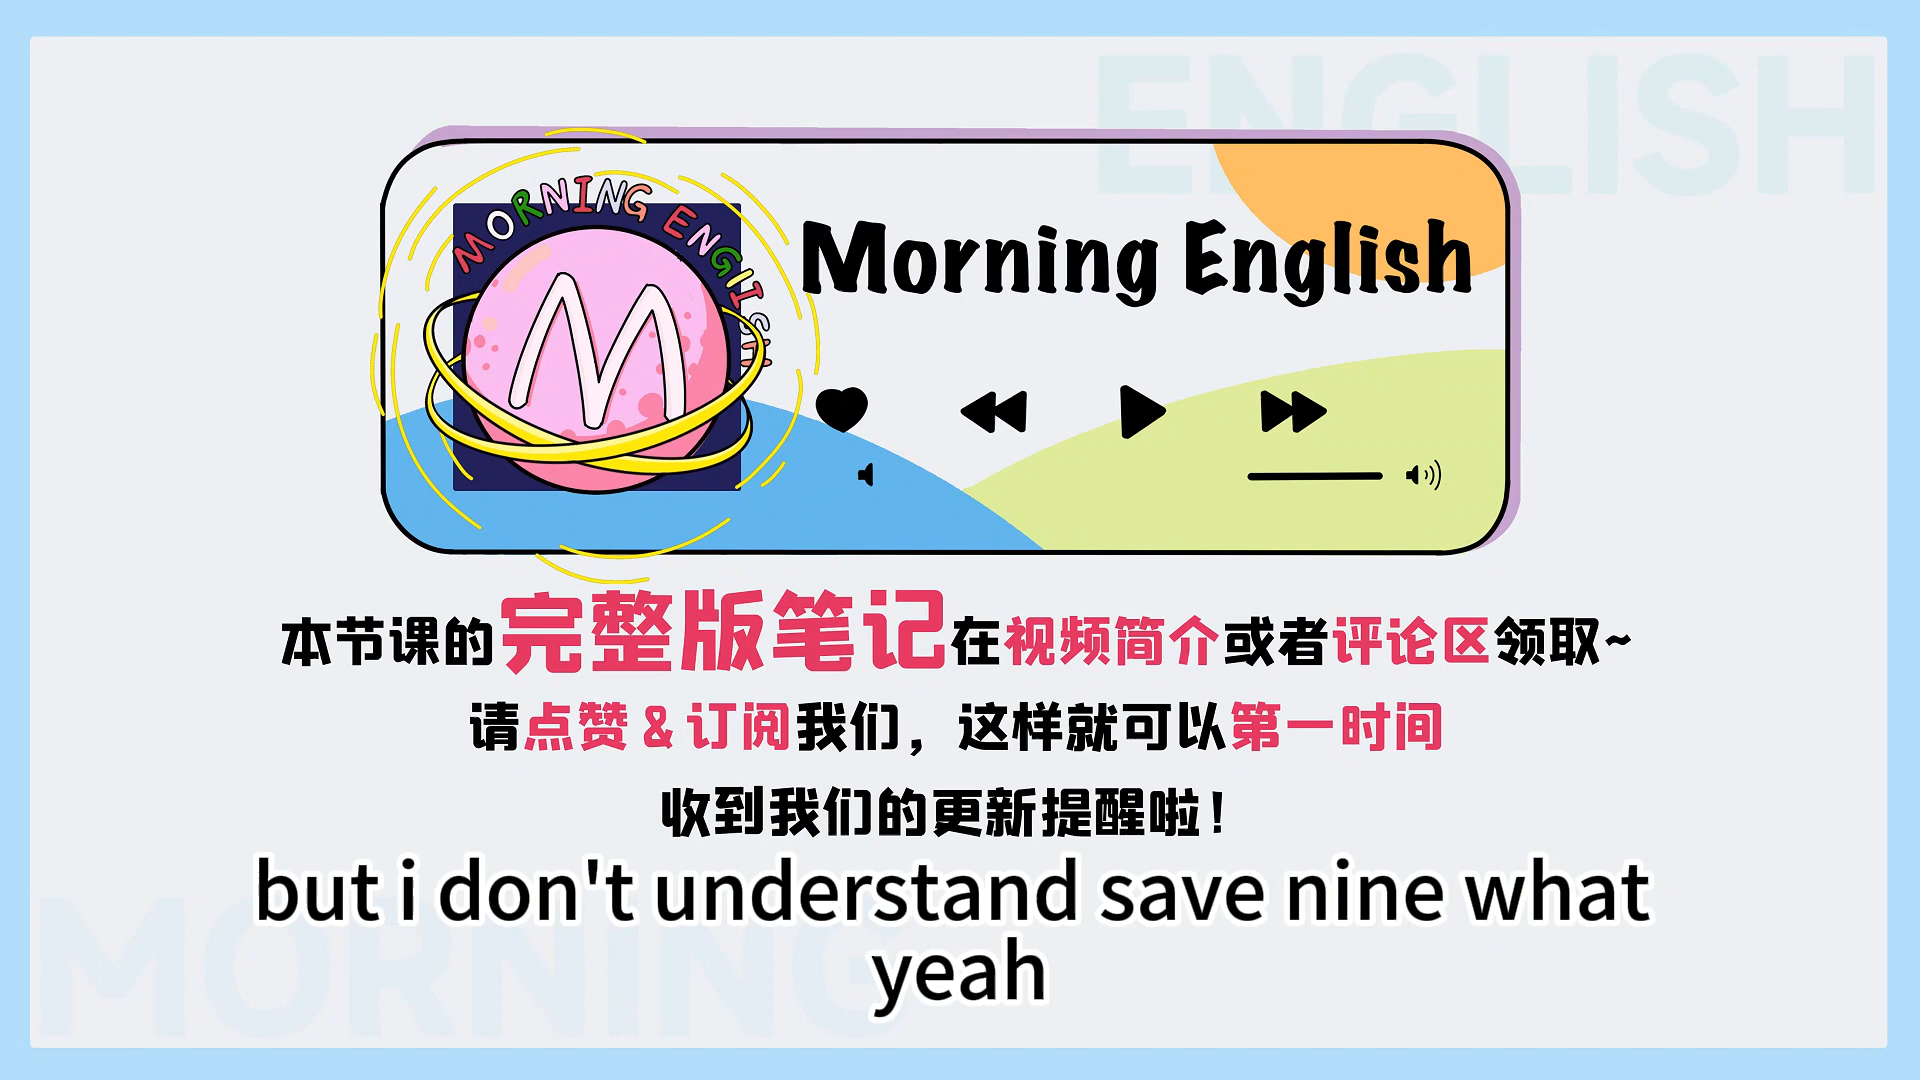 ENGLISH
MORNING ENGLISH
M
Morning English
本节课的完整版笔记在视频简介或者评论区领取~
请点赞&订阅我们，这样就可以第一时间
收到我们的更新提醒啦！
but i don't understand save nine what
yeah
MORNING